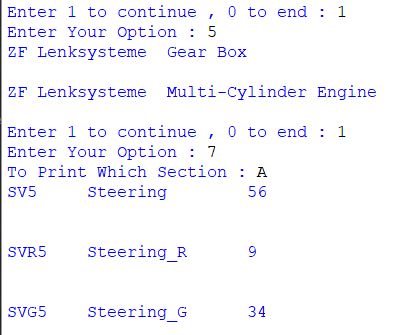 Enter 1 to continue , 0 to end : 1
Enter Your Option : 5
ZF Lenksysteme  Gear Box
ZF Lenksysteme  Multi-Cylinder Engine
Enter 1 to continue , 0 to end : 1
Enter Your Option : 7
To Print Which Section : A
SV5     Steering        56
SVR5    Steering_R      9
SVG5    Steering_G      34